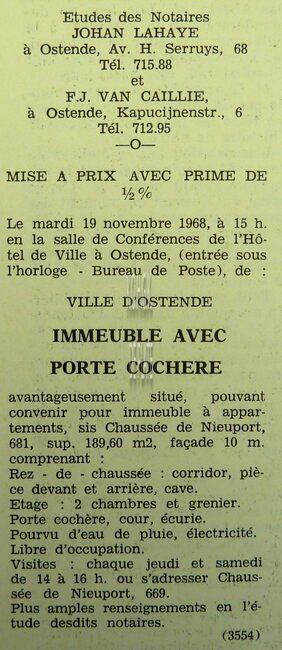 Etudes des Notaires
JOHAN LAHAYE
à Ostende, Av. H. Serruys, 68
Tél. 715.88
et
F.J. VAN CAILLIE,
à Ostende, Kapucijnenstr., 6
Tél. 712.95
—O—
MISE A PRIX AVEC PRIME DE
½ %
Le mardi 19 novembre 1968, à 15 h.
en la salle de Conférences de l'Hô-
tel de Ville à Ostende, (entrée sous
l'horloge - Bureau de Poste), de :
VILLE D'OSTENDE
IMMEUBLE AVEC
PORTE COCHERE
avantageusement situé, pouvant
convenir pour immeuble à appar-
tements, sis Chaussée de Nieuport,
681, sup. 189,60 m2, façade 10 m.
comprenant :
Rez - de - chaussée : corridor, piè-
ce devant et arrière, cave.
Etage : 2 chambres et grenier.
Porte cochère, cour, écurie.
Pourvu d'eau de pluie, électricité.
Libre d'occupation.
Visites : chaque jeudi et samedi
de 14 à 16 h. ou s'adresser Chaus-
sée de Nieuport, 669.
Plus amples renseignements en l'é-
tude desdits notaires.
(3554)